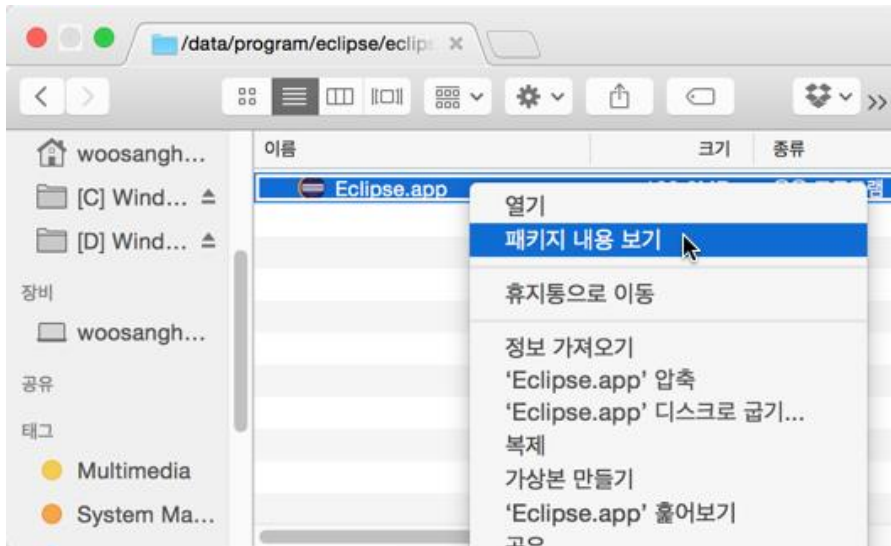 /data/program/eclipse/eclip
woosangh...
[C] Wind...
[D] Wind...
장비
woosangh...
공유
태그
Multimedia
System Ma...
이름 크기 종류
Eclipse.app
열기
패키지 내용 보기
휴지통으로 이동
정보 가져오기
‘Eclipse.app’ 압축
‘Eclipse.app’ 디스크로 굽기...
복제
가상본 만들기
‘Eclipse.app’ 훑어보기
공유